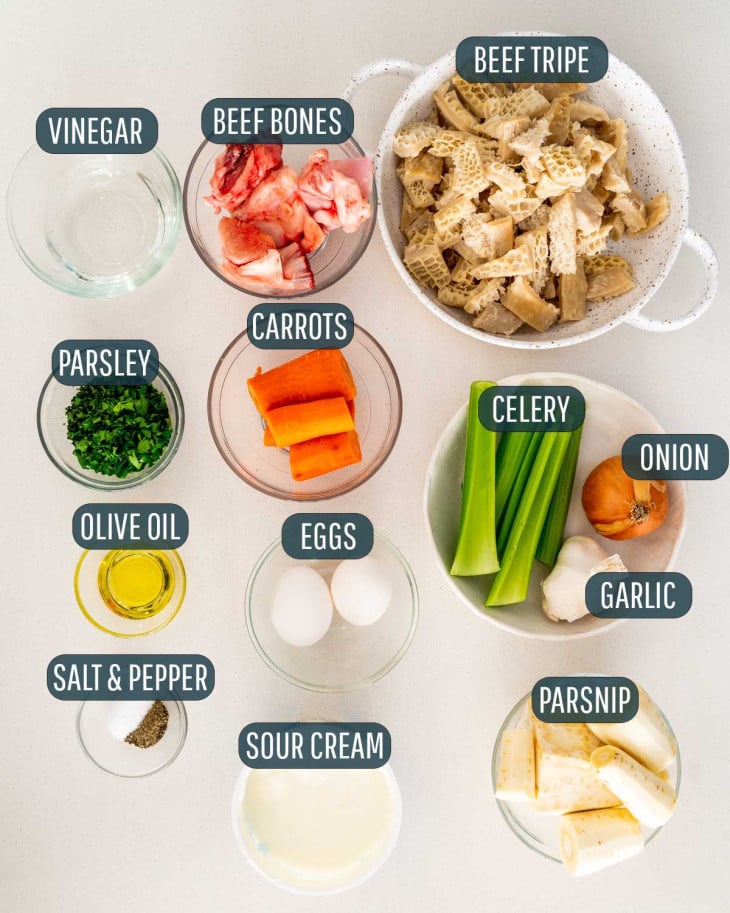 BEEF TRIPE
VINEGAR
BEEF BONES
CARROTS
PARSLEY
CELERY
ONION
OLIVE OIL
EGGS
GARLIC
SALT & PEPPER
PARSNIP
SOUR CREAM